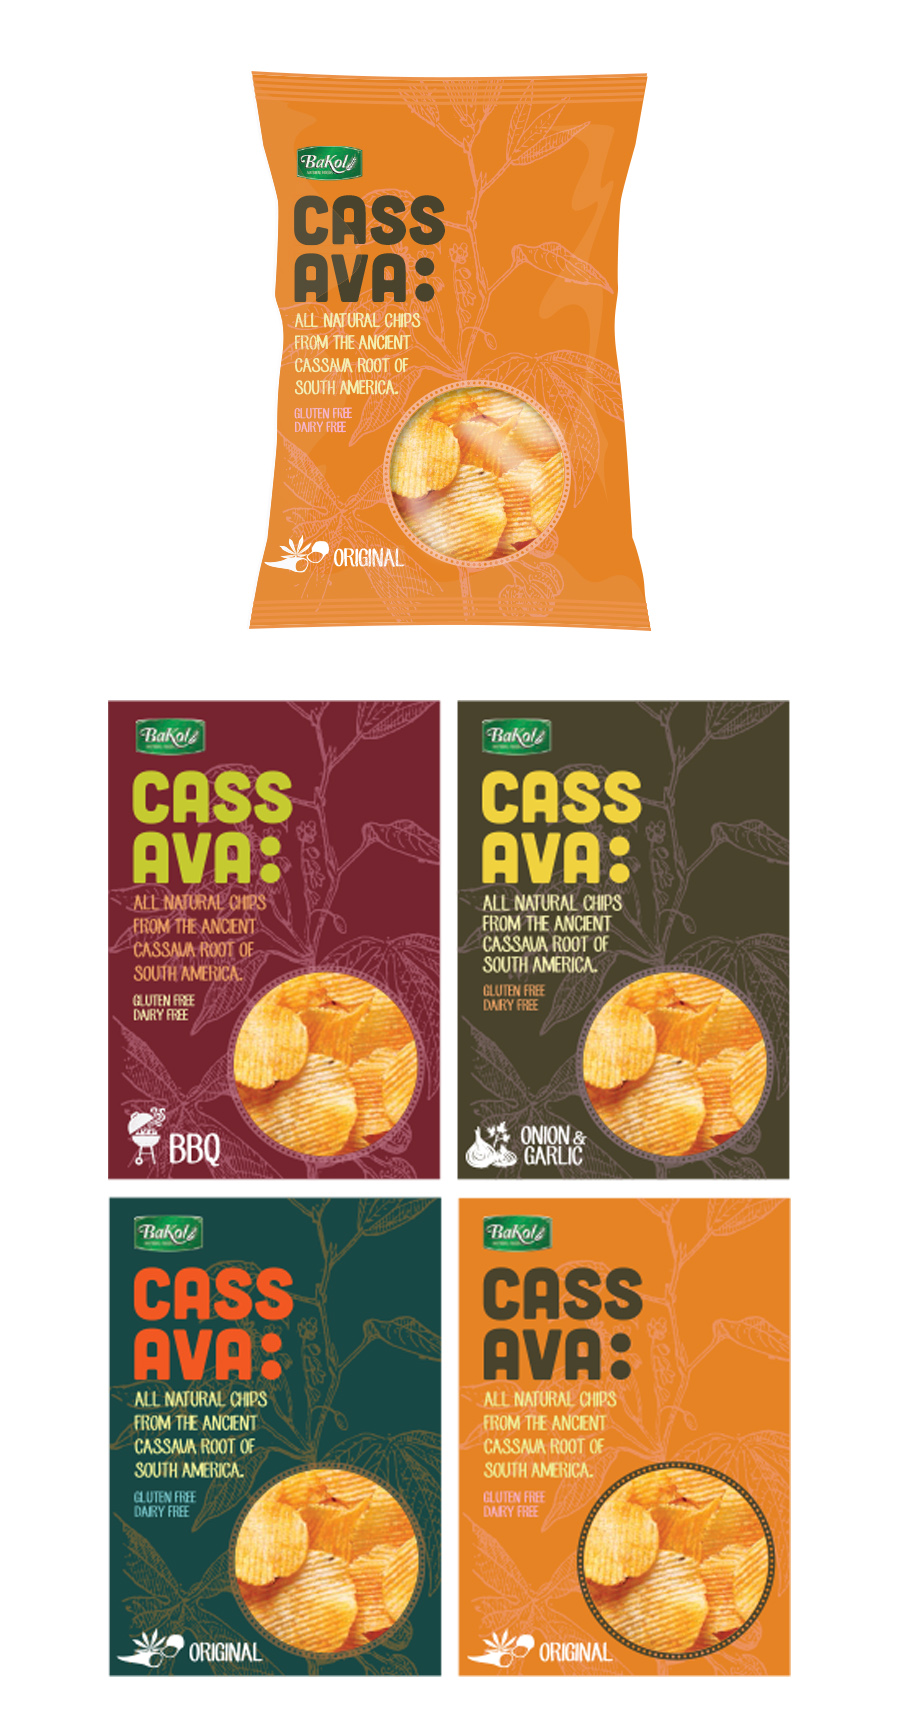 BaKol
CASS
AVA:
ALL NATURAL CHIPS
FROM THE ANCIENT
CASSAVA ROOT OF
SOUTH AMERICA.
GLUTEN FREE
DAIRY FREE
ORIGINAL
BaKol
CASS
AVA:
ALL NATURAL CHIPS
FROM THE ANCIENT
CASSAVA ROOT OF
SOUTH AMERICA.
GLUTEN FREE
DAIRY FREE
BBQ
BaKol
CASS
AVA:
ALL NATURAL CHIPS
FROM THE ANCIENT
CASSAVA ROOT OF
SOUTH AMERICA.
GLUTEN FREE
DAIRY FREE
ONION &
GARLIC
BaKol
CASS
AVA:
ALL NATURAL CHIPS
FROM THE ANCIENT
CASSAVA ROOT OF
SOUTH AMERICA.
GLUTEN FREE
DAIRY FREE
ORIGINAL
BaKol
CASS
AVA:
ALL NATURAL CHIPS
FROM THE ANCIENT
CASSAVA ROOT OF
SOUTH AMERICA.
GLUTEN FREE
DAIRY FREE
ORIGINAL